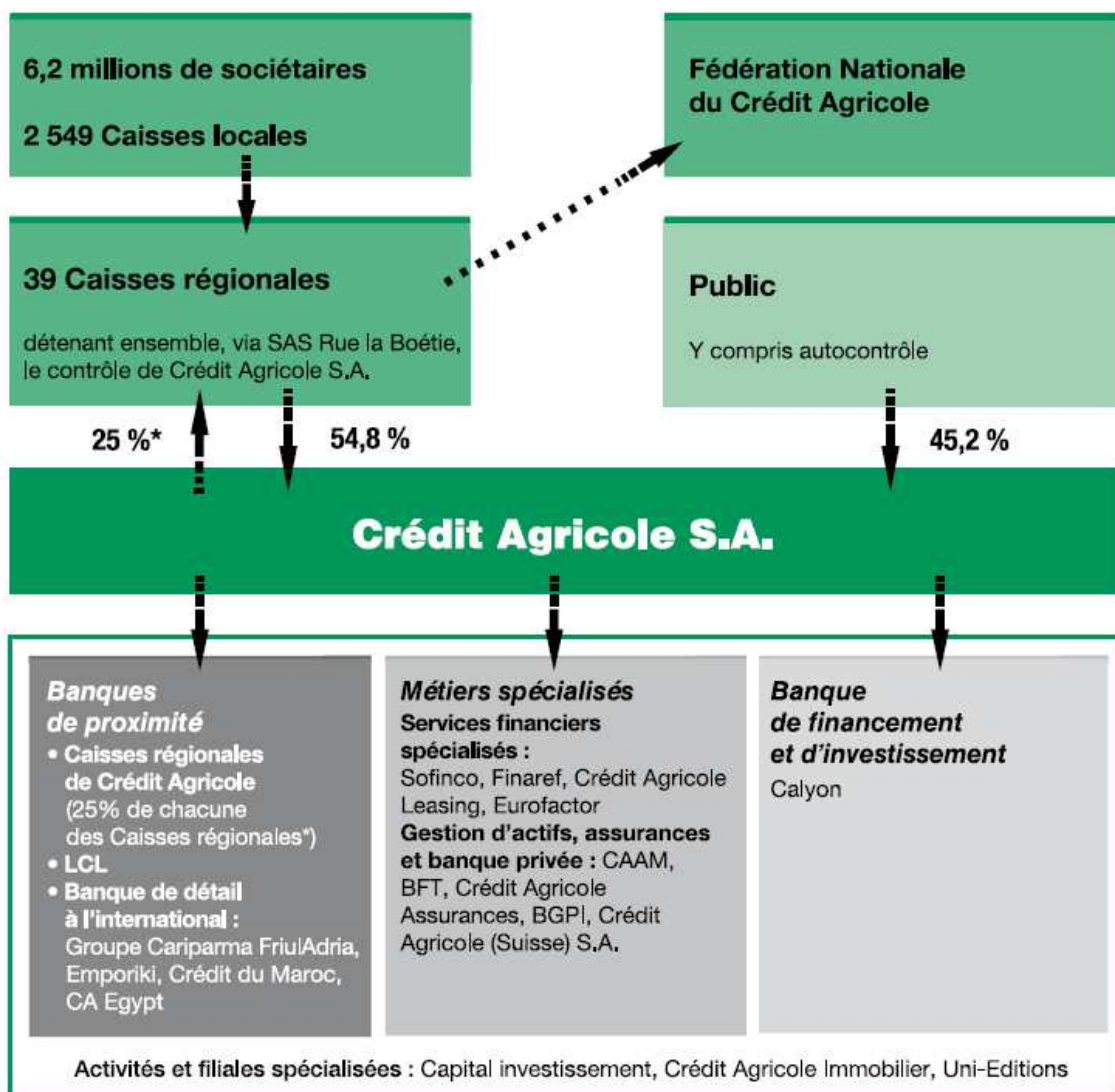 6,2 millions de sociétaires
2 549 Caisses locales
Fédération Nationale
du Crédit Agricole
39 Caisses régionales
détenant ensemble, via SAS Rue la Boétie,
le contrôle de Crédit Agricole S.A.
Public
Y compris autocontrôle
25 %*
54,8 %
45,2 %
Crédit Agricole S.A.
Banques
de proximité
• Caisses régionales
de Crédit Agricole
(25% de chacune
des Caisses régionales*)
• LCL
• Banque de détail
à l'international :
Groupe Cariparma FriulAdria,
Emporiki, Crédit du Maroc,
CA Egypt
Métiers spécialisés
Services financiers
spécialisés :
Sofinco, Finaref, Crédit Agricole
Leasing, Eurofactor
Gestion d'actifs, assurances
et banque privée : CAAM,
BFT, Crédit Agricole
Assurances, BGPI, Crédit
Agricole (Suisse) S.A.
Banque
de financement
et d'investissement
Calyon
Activités et filiales spécialisées : Capital investissement, Crédit Agricole Immobilier, Uni-Editions